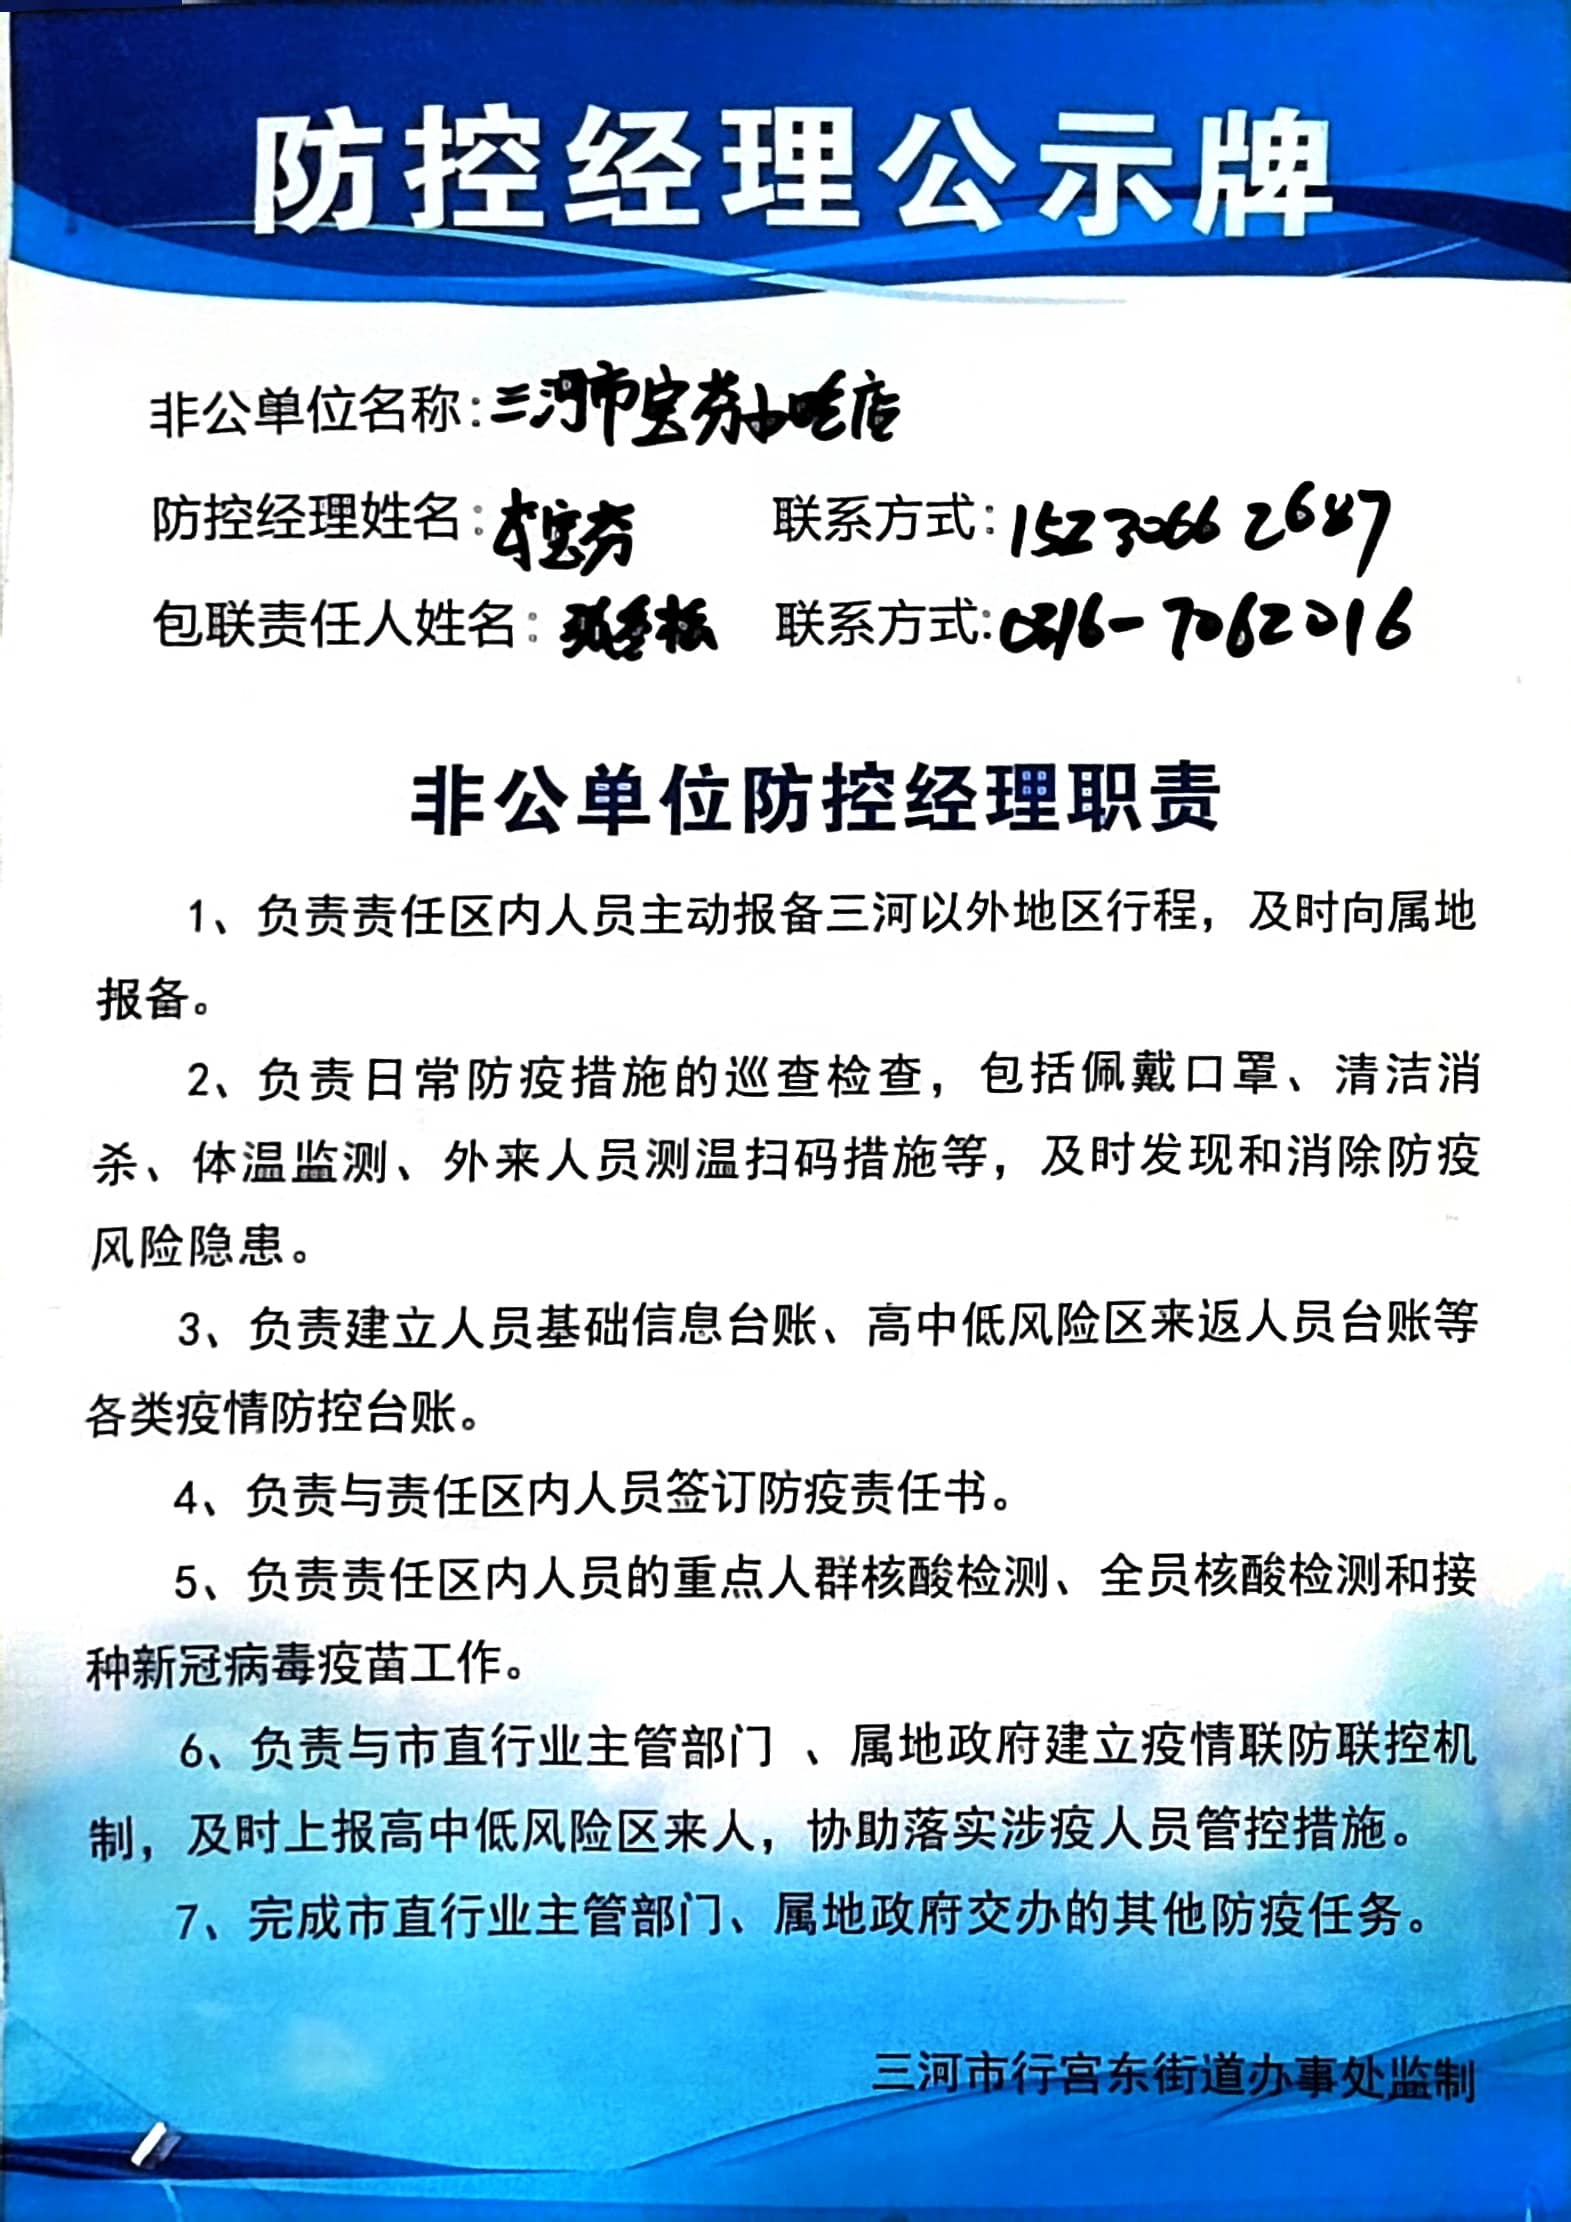 防控经理公示牌
非公单位名称:三河市宝芬小吃店
防控经理姓名:李宝芬 联系方式:15230662687
包联责任人姓名: 联系方式:0316-7062016
非公单位防控经理职责
1、负责责任区内人员主动报备三河以外地区行程，及时向属地
报备。
2、负责日常防疫措施的巡查检查，包括佩戴口罩、清洁消
杀、体温监测、外来人员测温扫码措施等，及时发现和消除防疫
风险隐患。
3、负责建立人员基础信息台账、高中低风险区来返人员台账等
各类疫情防控台账。
4、负责与责任区内人员签订防疫责任书。
5、负责责任区内人员的重点人群核酸检测、全员核酸检测和接
种新冠病毒疫苗工作。
6、负责与市直行业主管部门 、属地政府建立疫情联防联控机
制，及时上报高中低风险区来人，协助落实涉疫人员管控措施。
7、完成市直行业主管部门、属地政府交办的其他防疫任务。
三河市行宫东街道办事处监制